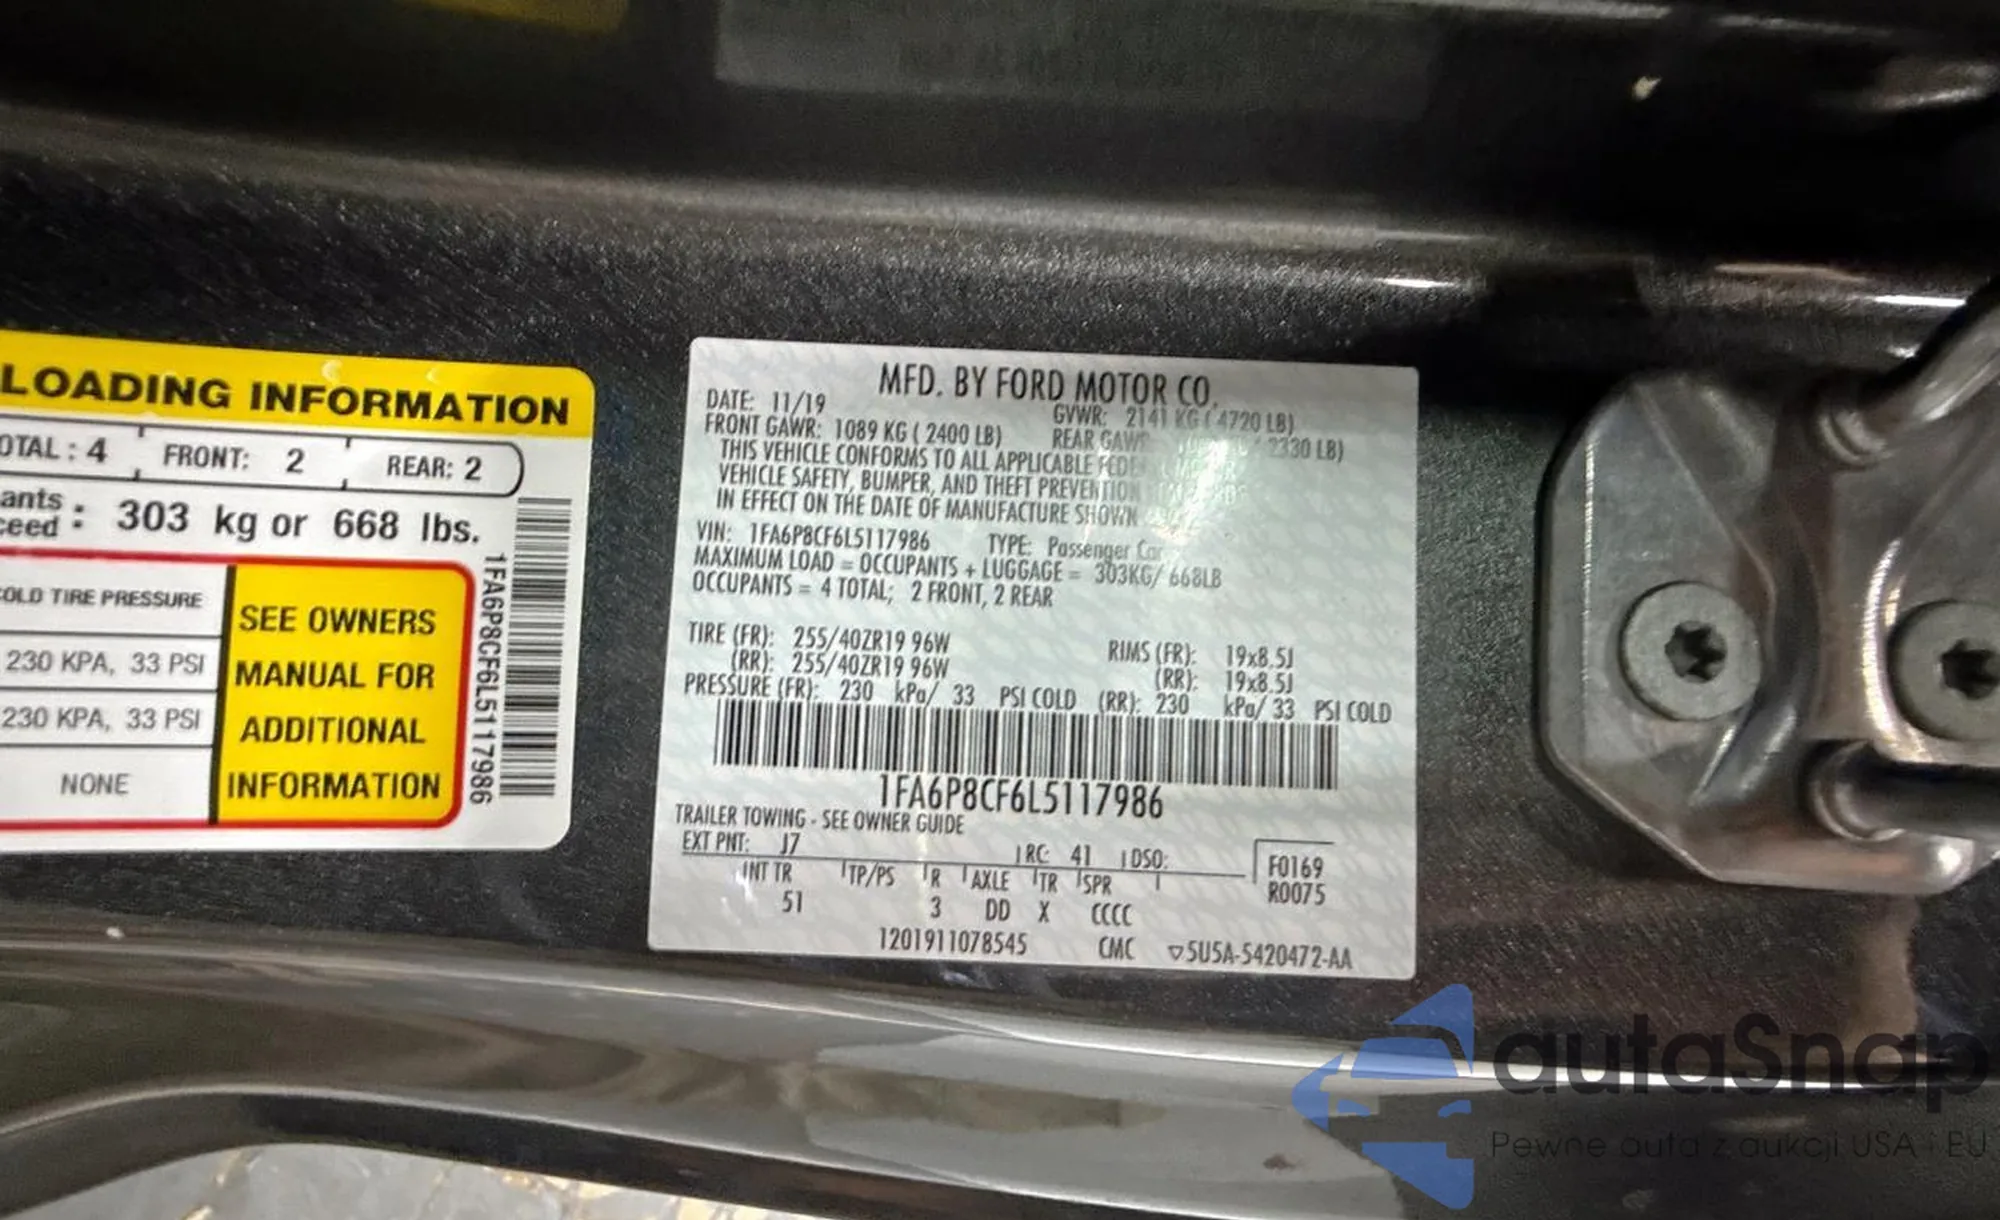 LOADING INFORMATION
OTAL : 4 FRONT: 2 REAR: 2
ants
ceed : 303 kg or 668 lbs.
OLD TIRE PRESSURE
230 KPA, 33 PSI
230 KPA, 33 PSI
NONE
SEE OWNERS
MANUAL FOR
ADDITIONAL
INFORMATION
1FA6P8CF6L5117986
MFD. BY FORD MOTOR CO.
DATE: 11/19 GVWR: 2141 KG ( 4720 LB)
FRONT GAWR: 1089 KG ( 2400 LB) REAR GAWR 2330 LB)
THIS VEHICLE CONFORMS TO ALL APPLICABLE
VEHICLE SAFETY, BUMPER, AND THEFT PREVENTION
IN EFFECT ON THE DATE OF MANUFACTURE SHOWN
VIN: 1FA6P8CF6L5117986 TYPE: Passenger Car
MAXIMUM LOAD = OCCUPANTS + LUGGAGE = 303KG/ 668LB
OCCUPANTS = 4 TOTAL; 2 FRONT, 2 REAR
TIRE (FR): 255/40ZR19 96W RIMS (FR): 19x8.5J
(RR): 255/40ZR19 96W (RR): 19x8.5J
PRESSURE (FR): 230 kPa/ 33 PSI COLD (RR): 230 kPa/ 33 PSI COLD
1FA6P8CF6L5117986
TRAILER TOWING - SEE OWNER GUIDE
EXT PNT: J7 RC: 41 DSO: F0169
INT TR TP/PS R AXLE TR SPR R0075
51 3 DD X CCCC
1201911078545 CMC ▽5U5A-5420472-AA
autaSnap
Pewne auta z aukcji USA i EU